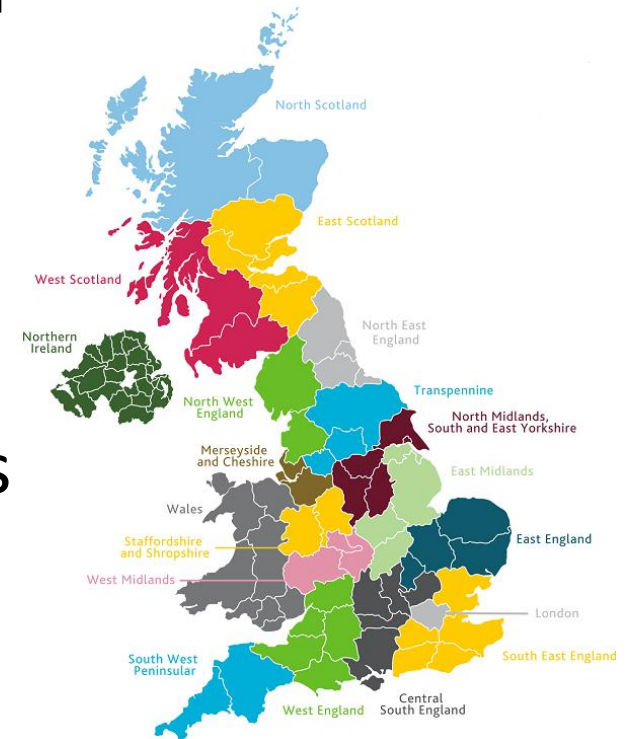 North Scotland
East Scotland
West Scotland
Northern
Ireland
North East
England
North West
England
Transpennine
North Midlands,
South and East Yorkshire
Merseyside
and Cheshire
East Midlands
Wales
Staffordshire
and Shropshire
East England
West Midlands
London
South East England
South West
Peninsular
West England
Central
South England